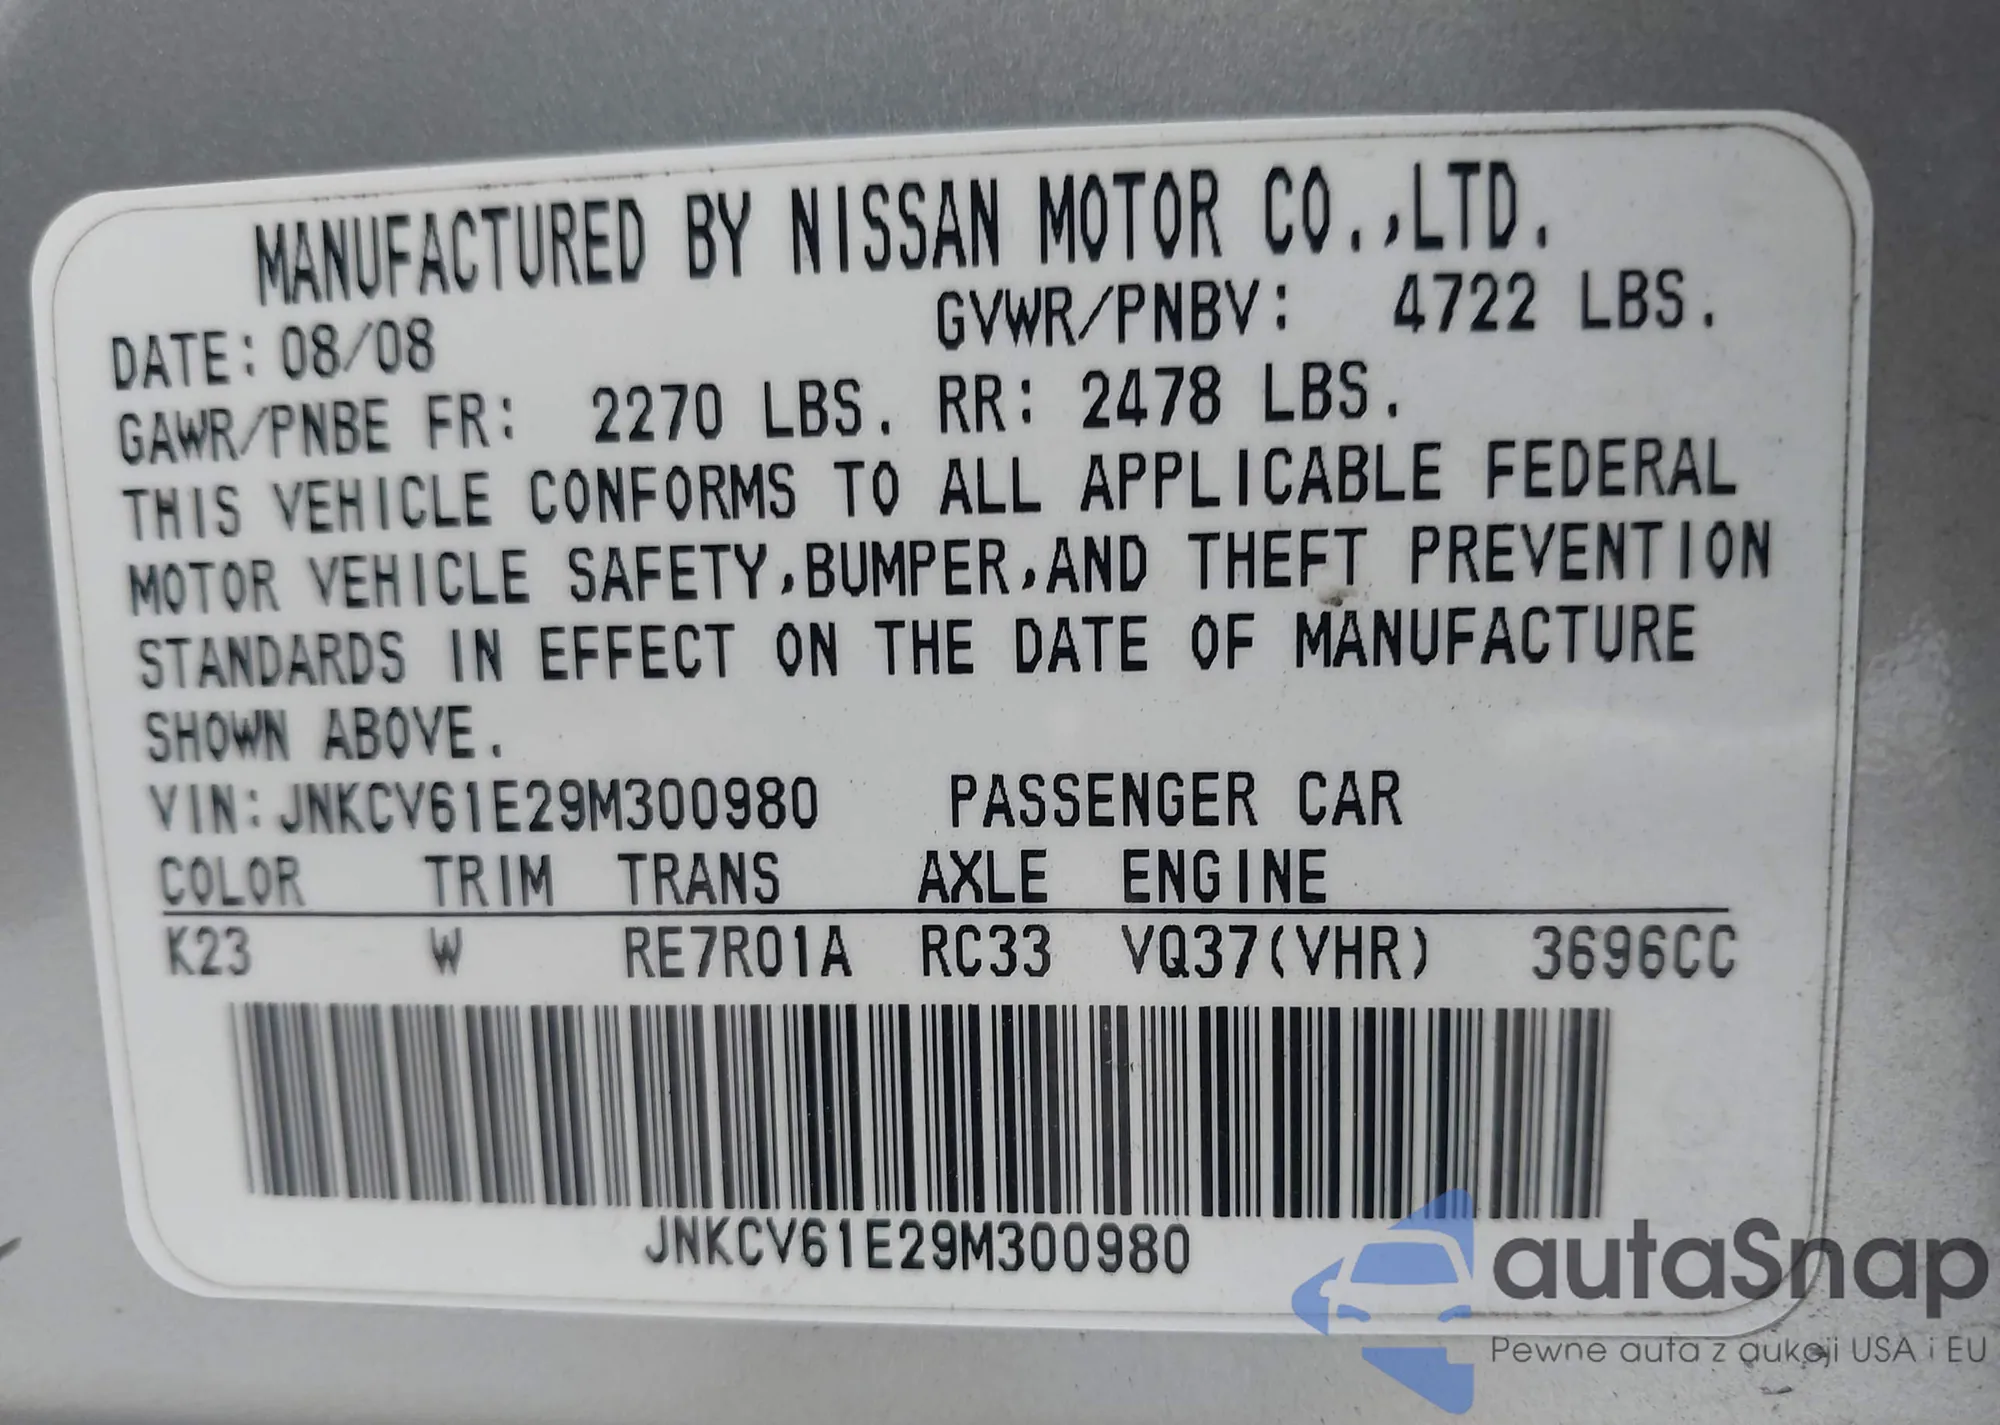 MANUFACTURED BY NISSAN MOTOR CO.,LTD.
DATE: 08/08 GVWR/PNBV: 4722 LBS.
GAWR/PNBE FR: 2270 LBS. RR: 2478 LBS.
THIS VEHICLE CONFORMS TO ALL APPLICABLE FEDERAL
MOTOR VEHICLE SAFETY,BUMPER,AND THEFT PREVENTION
STANDARDS IN EFFECT ON THE DATE OF MANUFACTURE
SHOWN ABOVE.
VIN:JNKCV61E29M300980 PASSENGER CAR
COLOR TRIM TRANS AXLE ENGINE
K23 W RE7R01A RC33 VQ37(VHR) 3696CC
JNKCV61E29M300980
autaSnap
Pewne auta z aukcji USA i EU